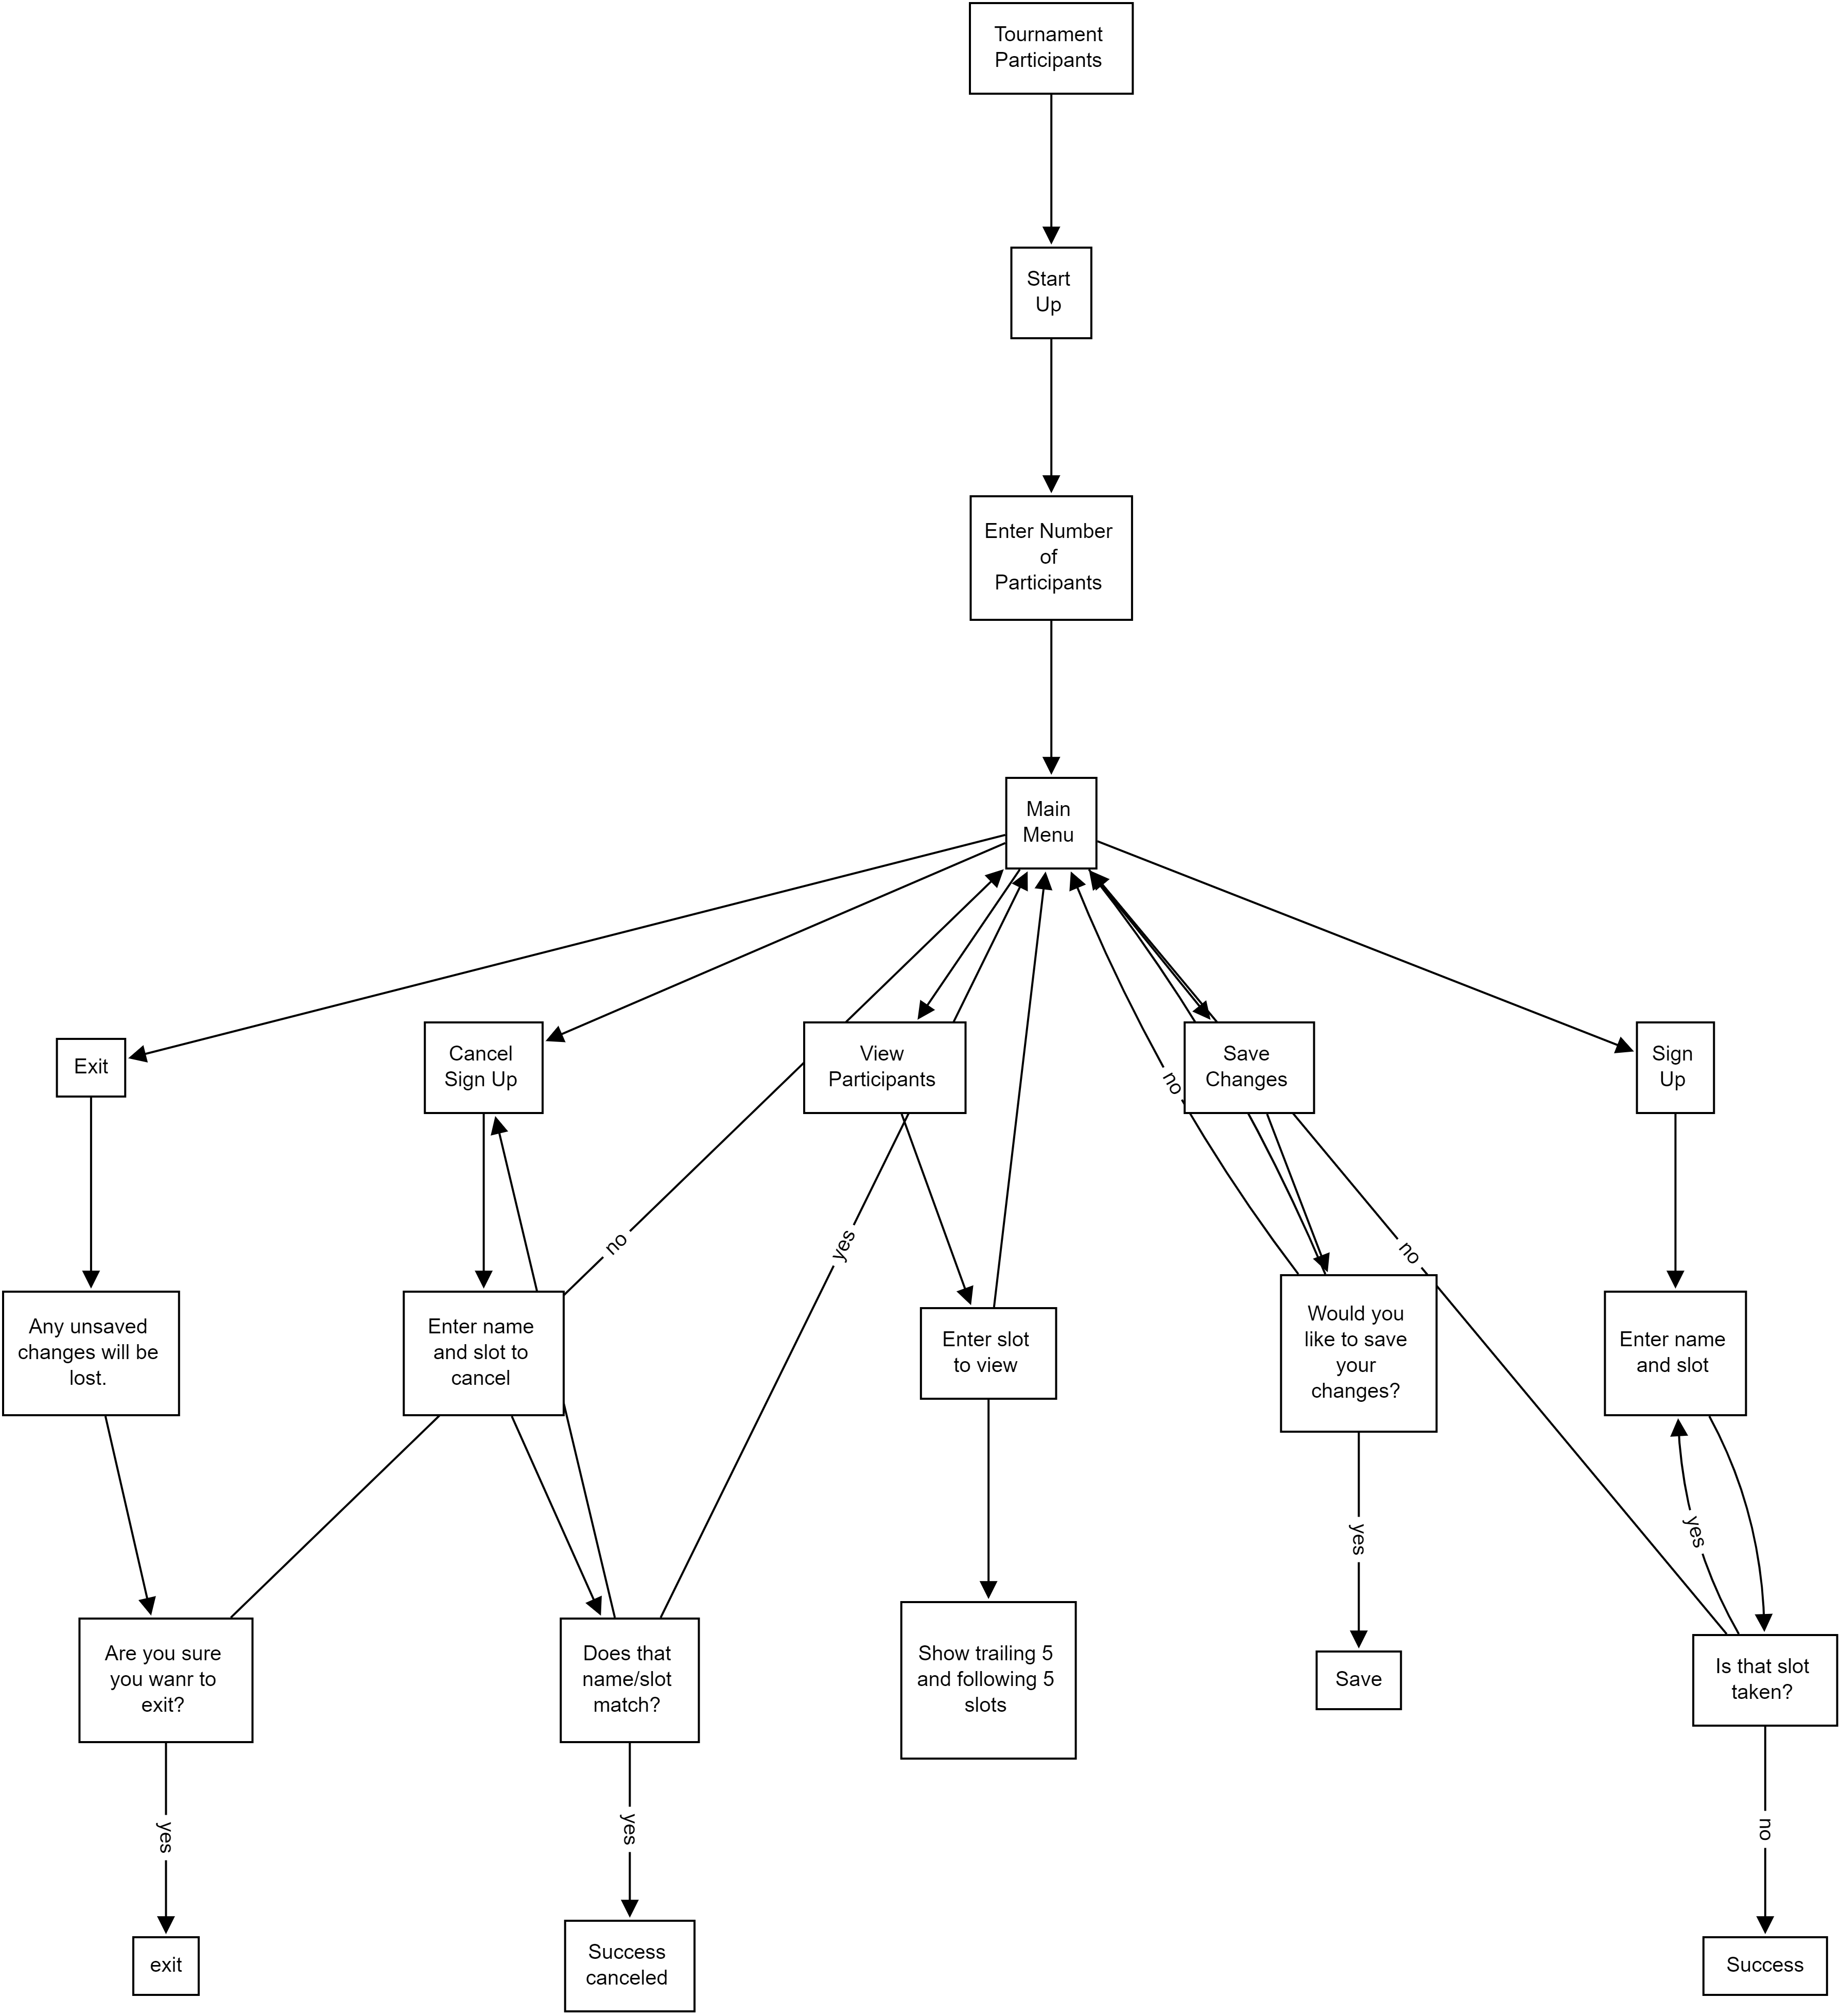 Tournament
Participants
Start
Up
Enter Number
of
Participants
Main
Menu
Exit
Cancel
Sign Up
View
Participants
Save
Changes
Sign
Up
no
no
yes
no
Any unsaved
changes will be
lost.
Enter name
and slot to
cancel
Enter slot
to view
Would you
like to save
your
changes?
Enter name
and slot
yes
yes
Are you sure
you wanr to
exit?
Does that
name/slot
match?
Show trailing 5
and following 5
slots
Save
Is that slot
taken?
yes
yes
no
exit
Success
canceled
Success